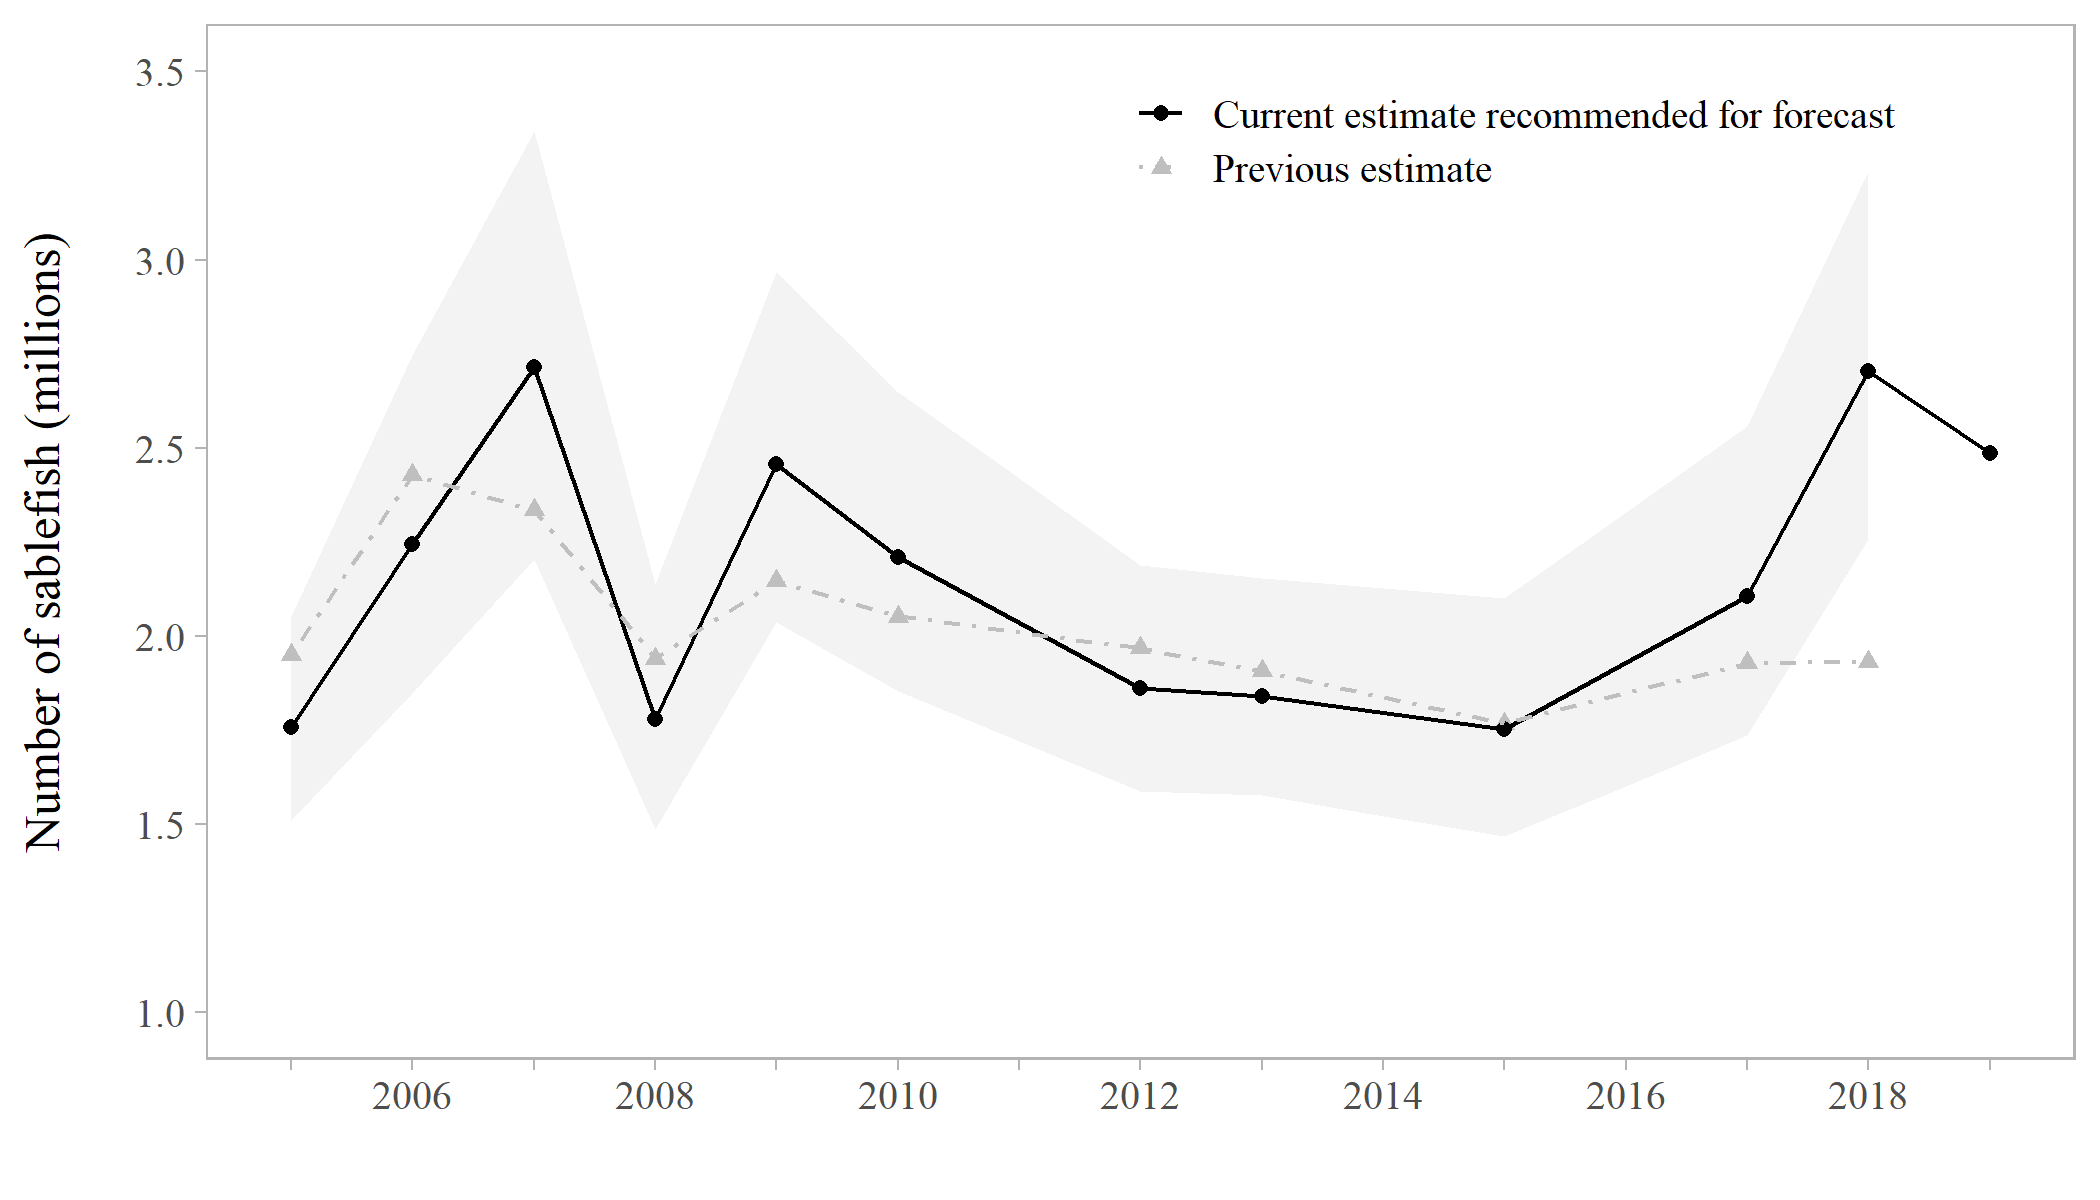 3.5
Current estimate recommended for forecast
Previous estimate
3.0
2.5
2.0
1.5
1.0
Number of sablefish (millions)
2006 2008 2010 2012 2014 2016 2018